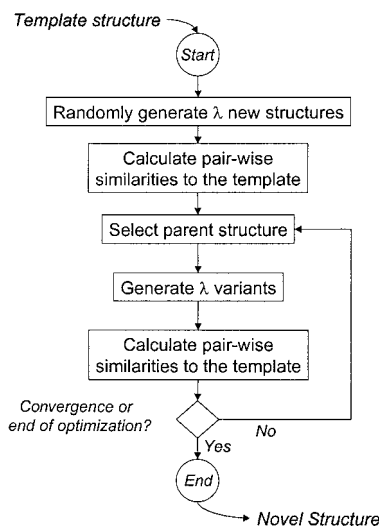 Template structure
Start
Randomly generate λ new structures
Calculate pair-wise
similarities to the template
Select parent structure
Generate λ variants
Calculate pair-wise
similarities to the template
Convergence or
end of optimization?
No
Yes
End
Novel Structure